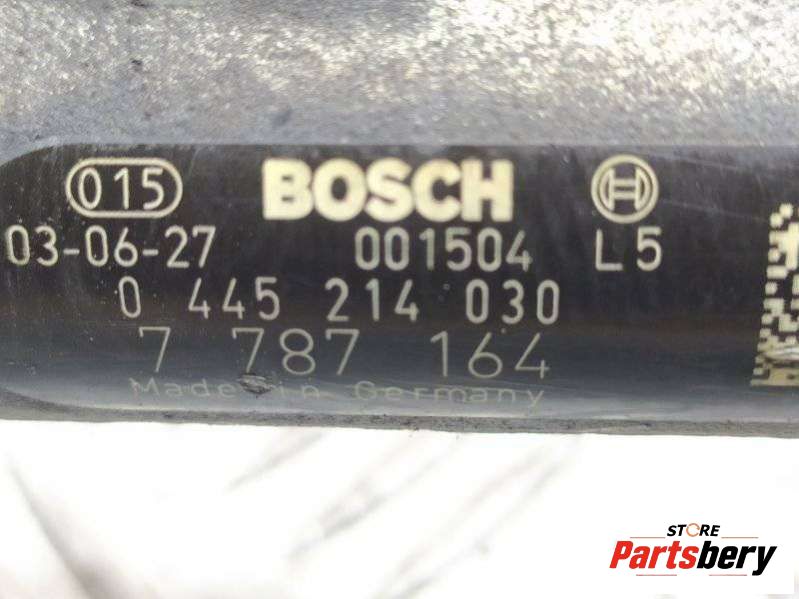 015 BOSCH
03-06-27 001504 L5
0 445 214 030
7 787 164
Made in Germany
STORE
Partsbery